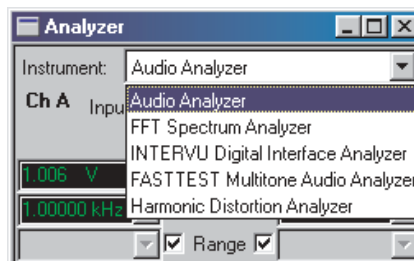 Analyzer
Instrument: Audio Analyzer
Ch A
Audio Analyzer
FFT Spectrum Analyzer
INTERVU Digital Interface Analyzer
FASTTEST Multitone Audio Analyzer
Harmonic Distortion Analyzer
1.006 V
1.00000 kHz
Range